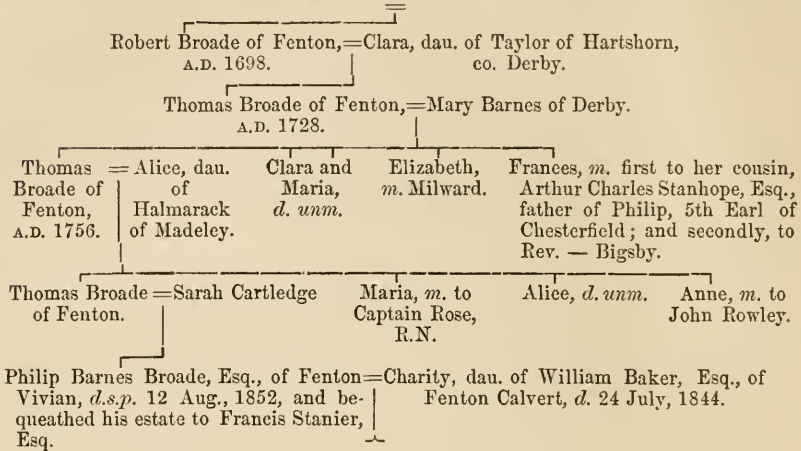 Robert Broade of Fenton,=Clara, dau. of Taylor of Hartshorn,
A.D. 1698. co. Derby.
Thomas Broade of Fenton,=Mary Barnes of Derby.
A.D. 1728.
Thomas Broade of Fenton, A.D. 1756. = Alice, dau. of Halmarack of Madeley.
Clara and
Maria,
d. unm.
Elizabeth,
m. Milward.
Frances, m. first to her cousin,
Arthur Charles Stanhope, Esq.,
father of Philip, 5th Earl of
Chesterfield; and secondly, to
Rev. — Bigsby.
Thomas Broade=Sarah Cartledge
of Fenton.
Maria, m. to
Captain Rose,
R.N.
Alice, d. unm.
Anne, m. to
John Rowley.
Philip Barnes Broade, Esq., of Fenton=Charity, dau. of William Baker, Esq., of
Vivian, d.s.p. 12 Aug., 1852, and be- Fenton Calvert, d. 24 July, 1844.
queathed his estate to Francis Stanier,
Esq.